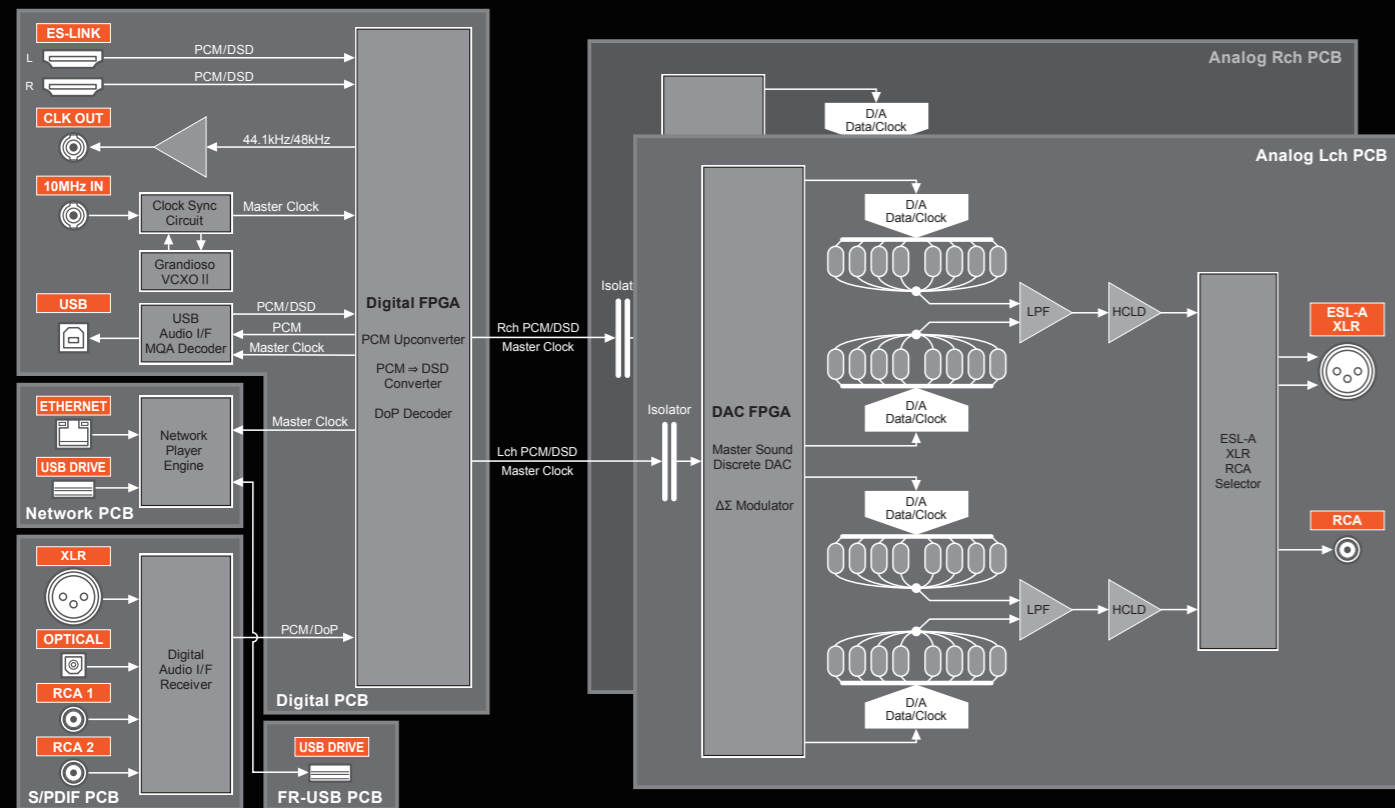 ES-LINK
L
PCM/DSD
R
PCM/DSD
CLK OUT
44.1kHz/48kHz
10MHz IN
Clock Sync
Circuit
Master Clock
Grandioso
VCXO II
USB
USB
Audio I/F
MQA Decoder
PCM/DSD
PCM
Master Clock
Digital FPGA
PCM Upconverter
PCM ⇒ DSD
Converter
DoP Decoder
ETHERNET
USB DRIVE
Network
Player
Engine
Master Clock
Network PCB
XLR
OPTICAL
RCA 1
RCA 2
Digital
Audio I/F
Receiver
PCM/DoP
S/PDIF PCB
Digital PCB
USB DRIVE
FR-USB PCB
Rch PCM/DSD
Master Clock
Lch PCM/DSD
Master Clock
Isolat
Isolator
Analog Rch PCB
D/A
Data/Clock
Analog Lch PCB
DAC FPGA
Master Sound
Discrete DAC
ΔΣ Modulator
D/A
Data/Clock
D/A
Data/Clock
D/A
Data/Clock
D/A
Data/Clock
LPF
HCLD
LPF
HCLD
ESL-A
XLR
RCA
Selector
ESL-A
XLR
RCA